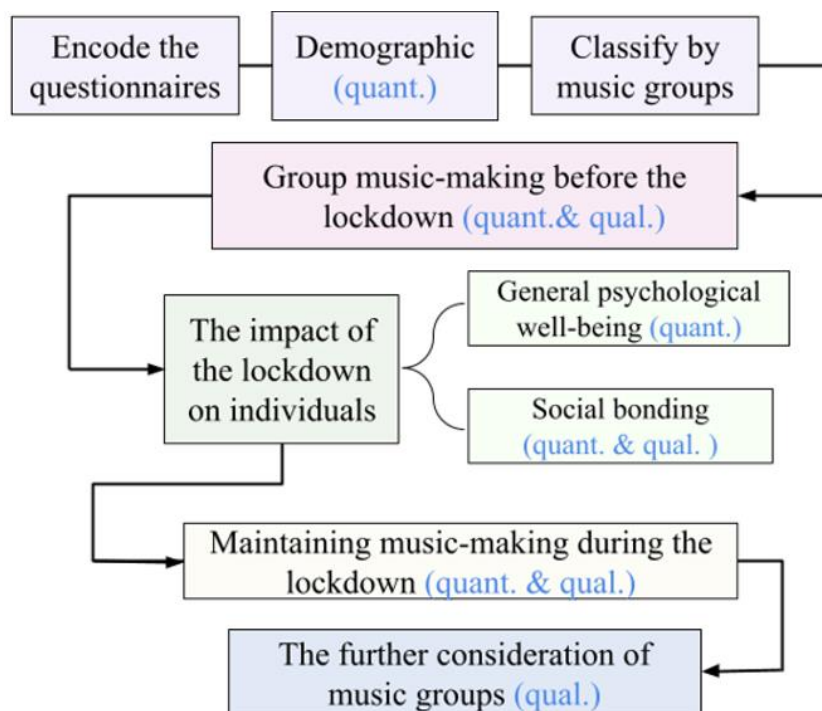 Encode the
questionnaires
Demographic
(quant.)
Classify by
music groups
Group music-making before the
lockdown (quant.& qual.)
The impact of
the lockdown
on individuals
General psychological
well-being (quant.)
Social bonding
(quant. & qual. )
Maintaining music-making during the
lockdown (quant. & qual.)
The further consideration of
music groups (qual.)